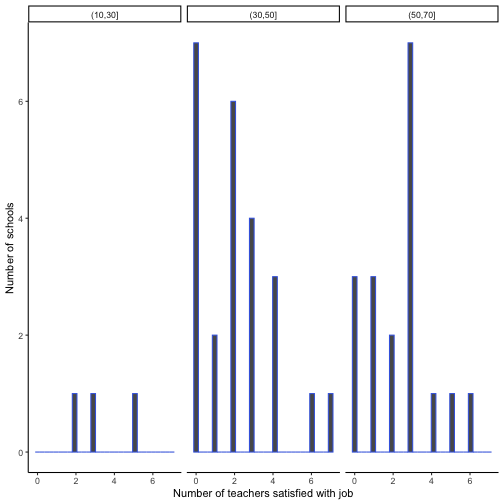 (10,30] (30,50] (50,70]
Number of schools
6
4
2
0
0 2 4 6 0 2 4 6 0 2 4 6
Number of teachers satisfied with job